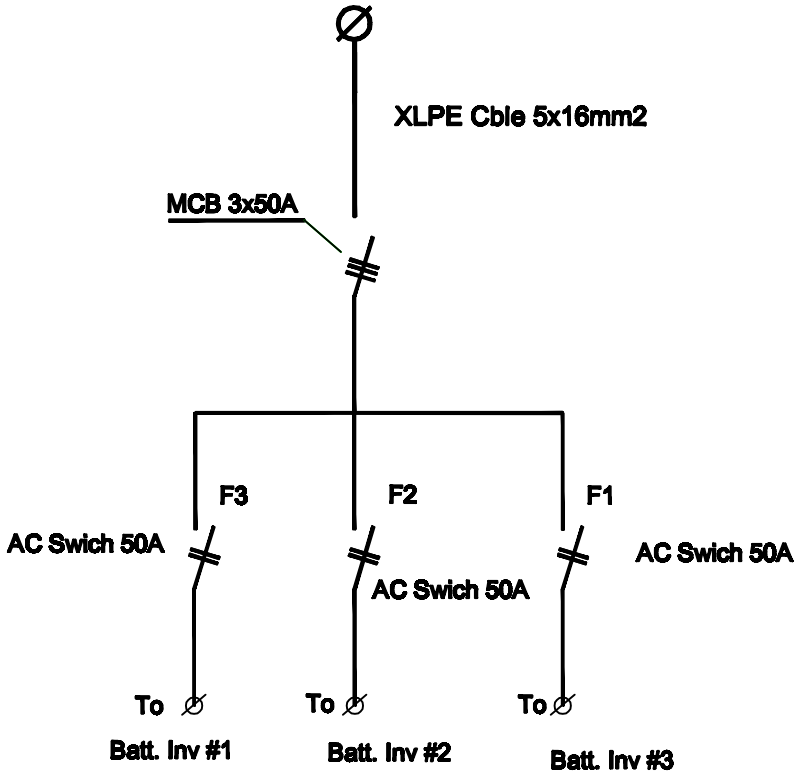 XLPE Cble 5x16mm2
MCB 3x50A
F3
F2
F1
AC Swich 50A
AC Swich 50A
AC Swich 50A
To
To
To
Batt. Inv #1
Batt. Inv #2
Batt. Inv #3